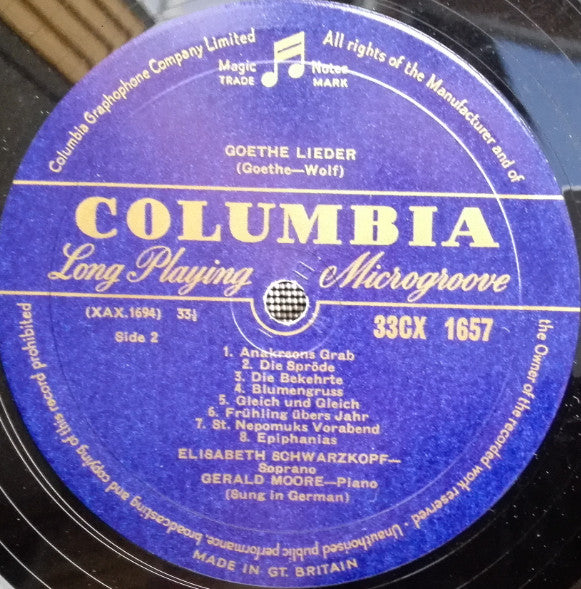 Columbia Graphophone Company Limited
Magic Notes
TRADE MARK
All rights of the Manufacturer and of
the Owner of the recorded work reserved · Unauthorised public performance, broadcasting and copying of this record prohibited
GOETHE LIEDER
(Goethe—Wolf)
COLUMBIA
Long Playing Microgroove
(XAX.1694) 33⅓
Side 2
33CX 1657
1. Anakreons Grab
2. Die Spröde
3. Die Bekehrte
4. Blumengruss
5. Gleich und Gleich
6. Frühling übers Jahr
7. St. Nepomuks Vorabend
8. Epiphanias
ELISABETH SCHWARZKOPF—
Soprano
GERALD MOORE—Piano
(Sung in German)
MADE IN GT. BRITAIN